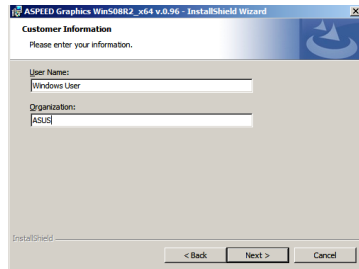 ASPEED Graphics WinS08R2_x64 v.0.96 - InstallShield Wizard
Customer Information
Please enter your information.
User Name:
Windows User
Organization:
ASUS
InstallShield
< Back Next > Cancel